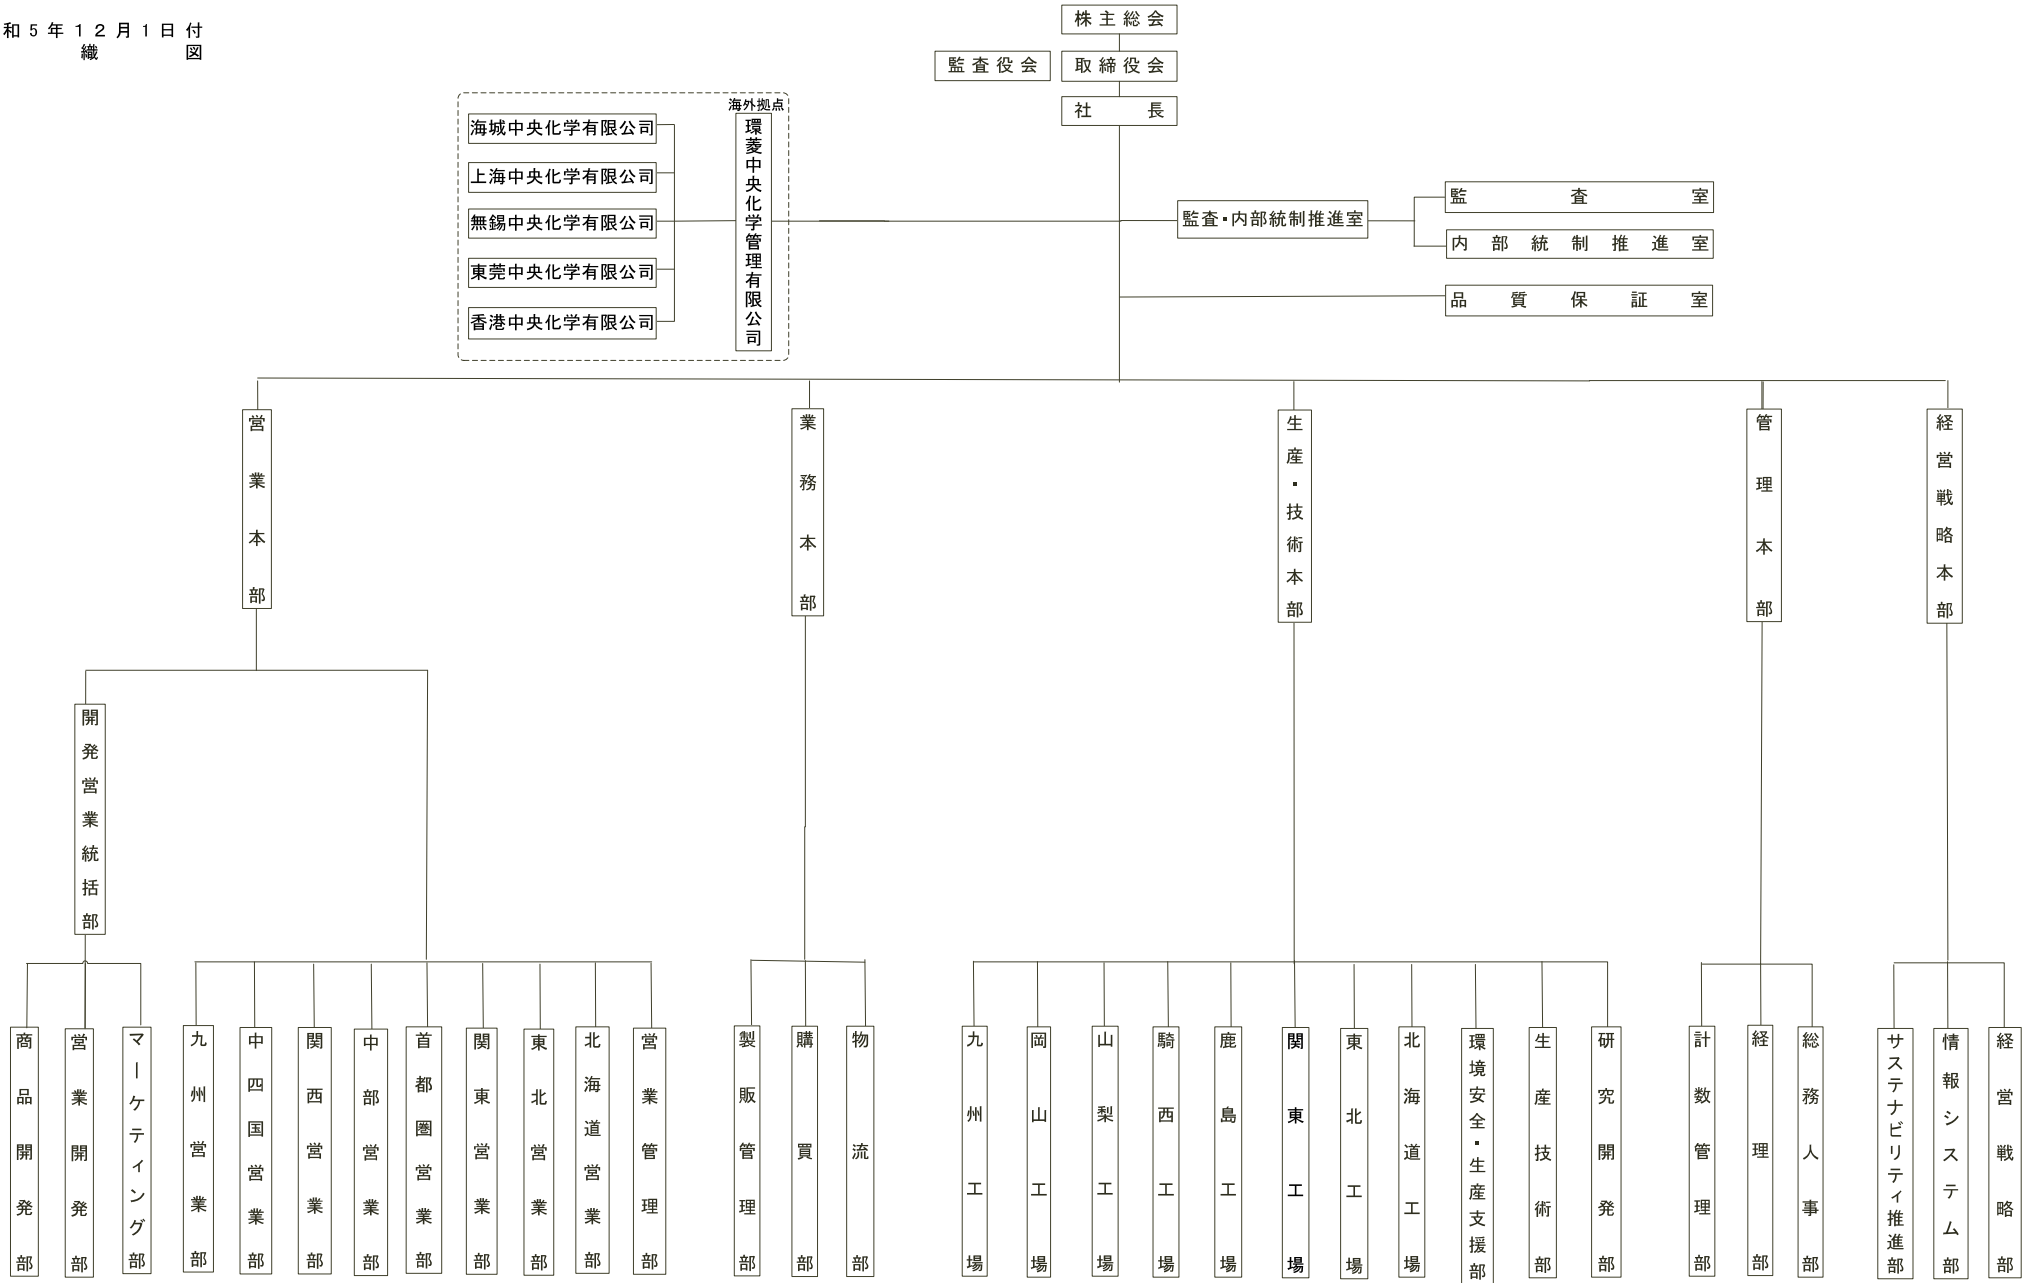 和5年12月1日付
織図
株主総会
監査役会
取締役会
社長
海外拠点
海城中央化学有限公司
上海中央化学有限公司
無錫中央化学有限公司
東莞中央化学有限公司
香港中央化学有限公司
環菱中央化学管理有限公司
監査・内部統制推進室
監査室
内部統制推進室
品質保証室
営業本部
業務本部
生産・技術本部
管理本部
経営戦略本部
開発営業統括部
商品開発部
営業開発部
マーケティング部
九州営業部
中四国営業部
関西営業部
中部営業部
首都圏営業部
関東営業部
東北営業部
北海道営業部
営業管理部
製販管理部
購買部
物流部
九州工場
岡山工場
山梨工場
騎西工場
鹿島工場
関東工場
東北工場
北海道工場
環境安全・生産支援部
生産技術部
研究開発部
計数管理部
経理部
総務人事部
サステナビリティ推進部
情報システム部
経営戦略部